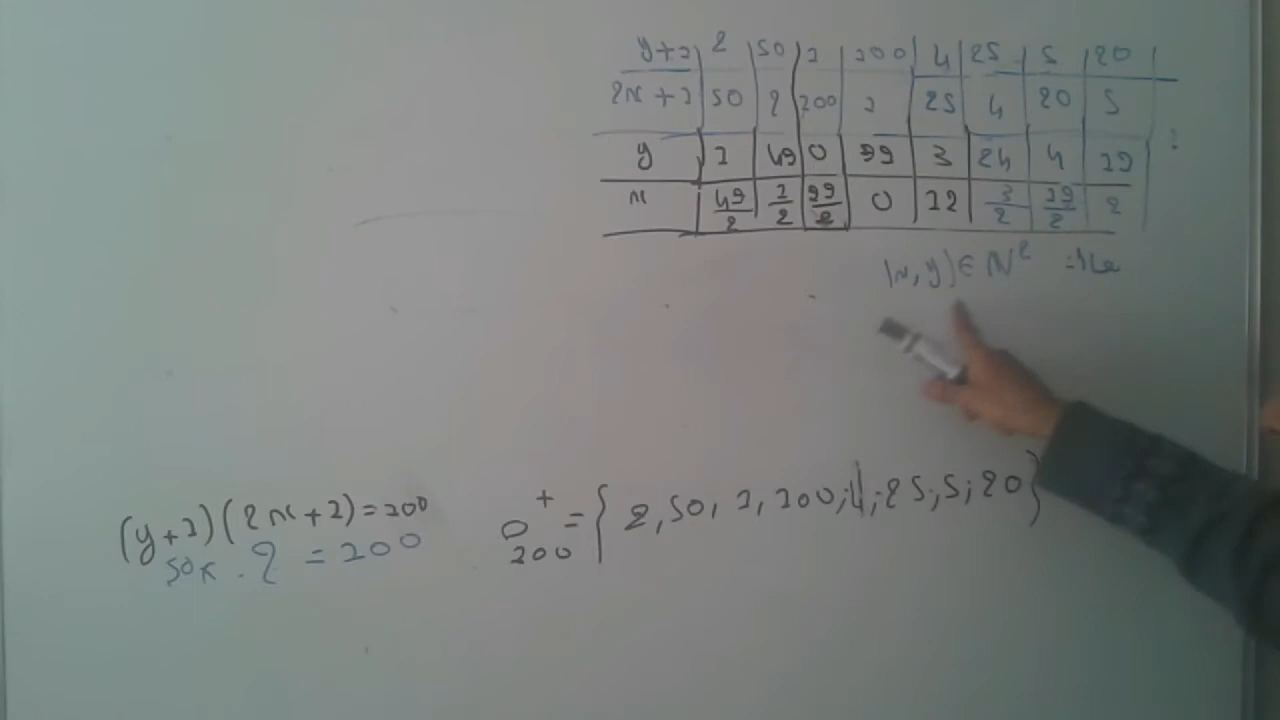 y+1 | 2 | 50 | 1 | 100 | 4 | 25 | 5 | 20
2x+1 | 50 | 2 | 100 | 1 | 25 | 4 | 20 | 5
y | 1 | 49 | 0 | 99 | 3 | 24 | 4 | 19
x | 49/2 | 1/2 | 99/2 | 0 | 12 | 3/2 | 19/2 | 2
(x,y)∈ℕ²
(y+1)(2x+1)=100
50x . 2 = 100
D⁺₁₀₀={2,50,1,100;4;25;5;20}